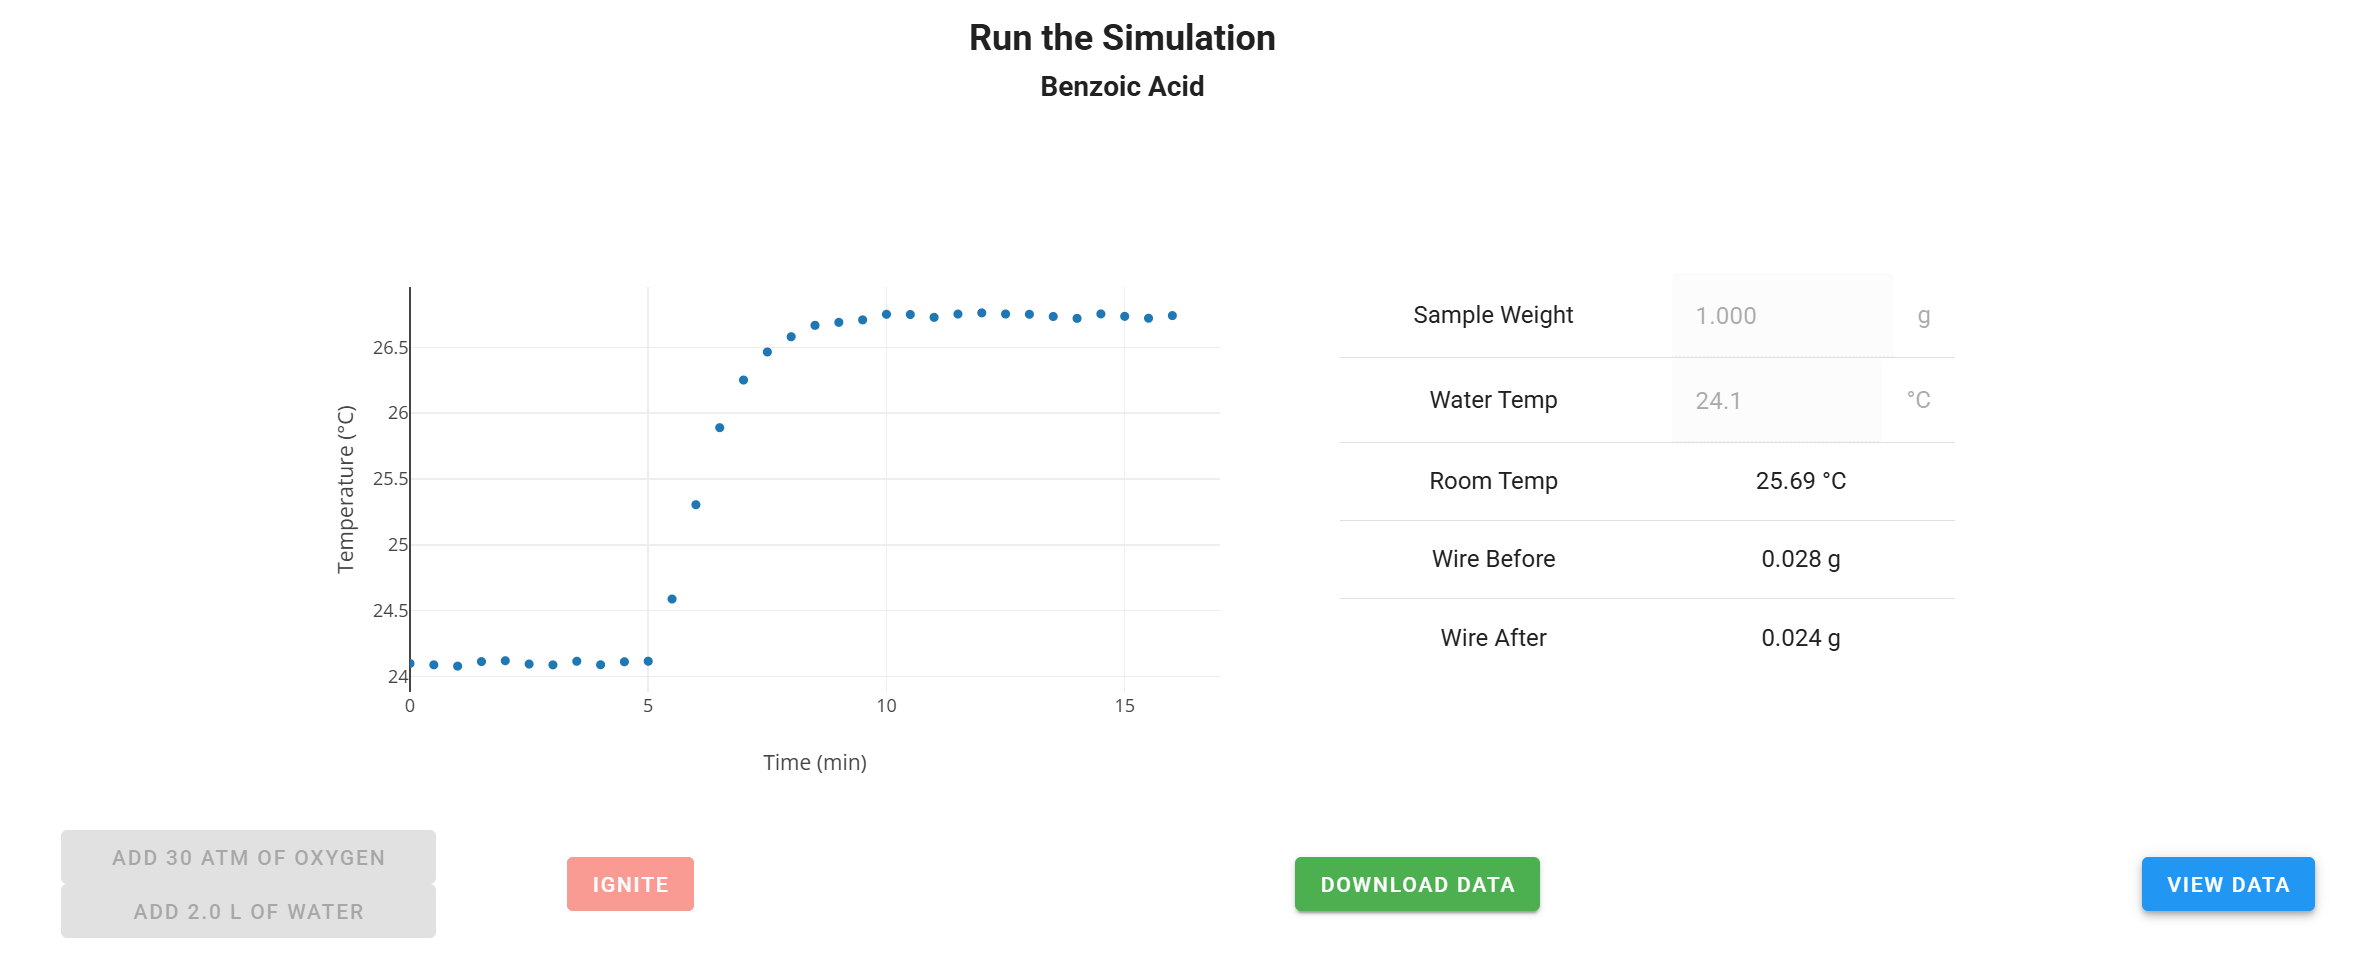 Run the Simulation
Benzoic Acid
Temperature (°C)
26.5
26
25.5
25
24.5
24
0 5 10 15
Time (min)
Sample Weight 1.000 g
Water Temp 24.1 °C
Room Temp 25.69 °C
Wire Before 0.028 g
Wire After 0.024 g
ADD 30 ATM OF OXYGEN
ADD 2.0 L OF WATER
IGNITE
DOWNLOAD DATA
VIEW DATA